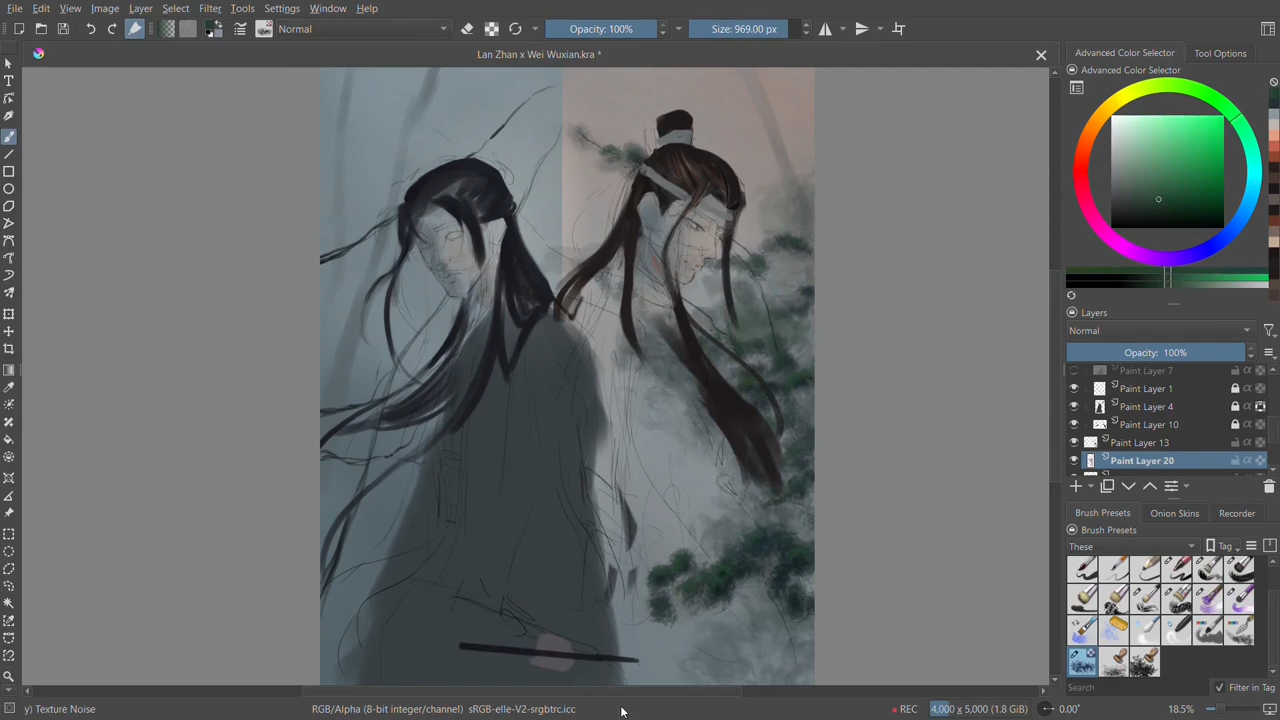 File Edit View Image Layer Select Filter Tools Settings Window Help
Normal Opacity: 100% Size: 969.00 px
Lan Zhan x Wei Wuxian.kra *
Advanced Color Selector Tool Options
Advanced Color Selector
Layers
Normal
Opacity: 100%
Paint Layer 7
Paint Layer 1
Paint Layer 4
Paint Layer 10
Paint Layer 13
Paint Layer 20
Brush Presets Onion Skins Recorder
Brush Presets
These Tag
Search Filter in Tag
y) Texture Noise RGB/Alpha (8-bit integer/channel) sRGB-elle-V2-srgbtrc.icc REC 4,000 x 5,000 (1.8 GiB) 0.00° 18.5%